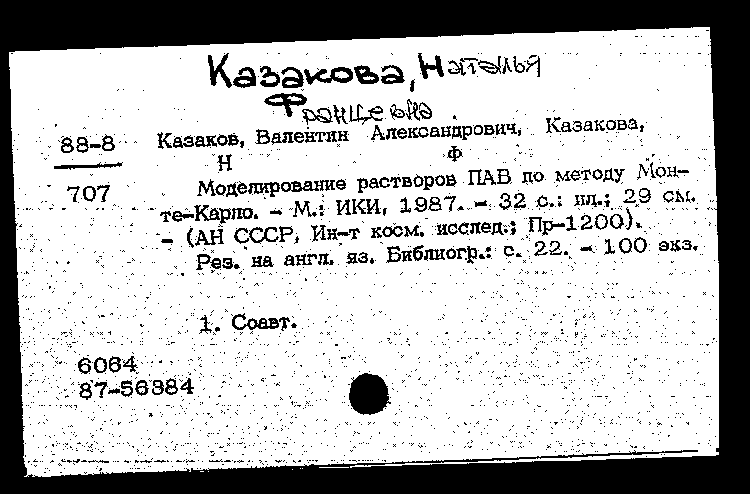 Казакова, Наталья
Францевна.
88-8
707
Казаков, Валентин Александрович, Казакова,
Н Ф
Моделирование растворов ПАВ по методу Мон-
те-Карло. - М.: ИКИ, 1987. - 32 с.: ил.; 29 см.
- (АН СССР, Ин-т косм. исслед.; Пр-1200).
Рез. на англ. яз. Библиогр.: с. 22. - 100 экз.
1. Соавт.
6064
87-56384